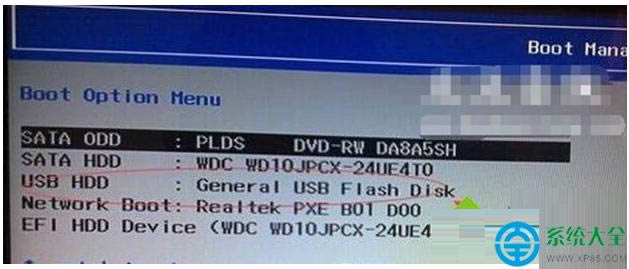 Boot Mana
Boot Option Menu
SATA ODD : PLDS DVD-RW DA8A5SH
SATA HDD : WDC WD10JPCX-24UE4T0
USB HDD : General USB Flash Disk
Network Boot: Realtek PXE B01 D00
EFI HDD Device (WDC WD10JPCX-24UE4
系统大全
WWW.XP85.COM